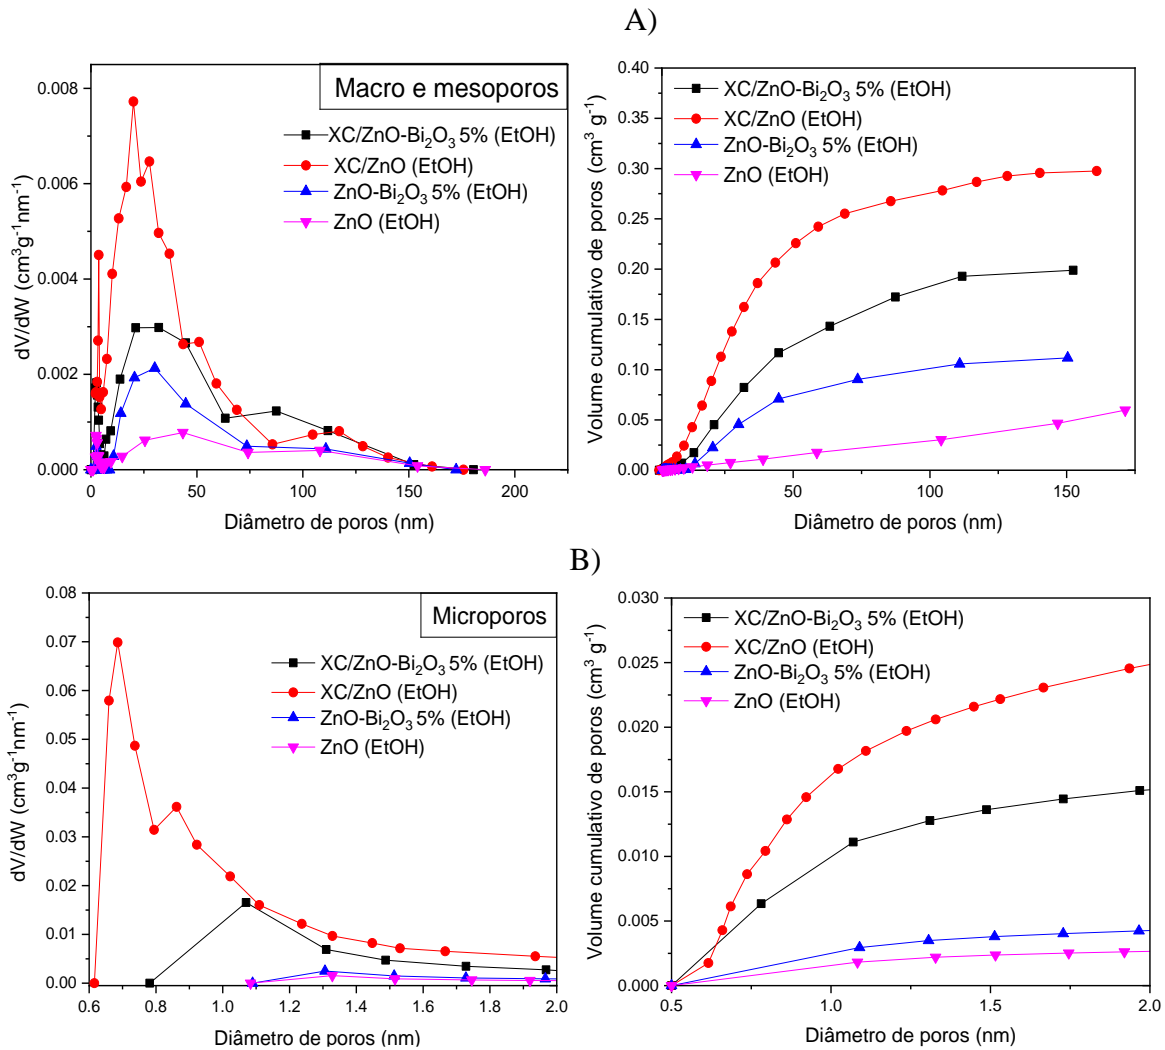 A)
Macro e mesoporos
XC/ZnO-Bi₂O₃ 5% (EtOH)
XC/ZnO (EtOH)
ZnO-Bi₂O₃ 5% (EtOH)
ZnO (EtOH)
0.008
0.006
0.004
0.002
0.000
dV/dW (cm³g⁻¹nm⁻¹)
0 50 100 150 200
Diâmetro de poros (nm)
XC/ZnO-Bi₂O₃ 5% (EtOH)
XC/ZnO (EtOH)
ZnO-Bi₂O₃ 5% (EtOH)
ZnO (EtOH)
0.40
0.35
0.30
0.25
0.20
0.15
0.10
0.05
0.00
Volume cumulativo de poros (cm³ g⁻¹)
50 100 150
Diâmetro de poros (nm)
B)
Microporos
XC/ZnO-Bi₂O₃ 5% (EtOH)
XC/ZnO (EtOH)
ZnO-Bi₂O₃ 5% (EtOH)
ZnO (EtOH)
0.08
0.07
0.06
0.05
0.04
0.03
0.02
0.01
0.00
dV/dW (cm³g⁻¹nm⁻¹)
0.6 0.8 1.0 1.2 1.4 1.6 1.8 2.0
Diâmetro de poros (nm)
XC/ZnO-Bi₂O₃ 5% (EtOH)
XC/ZnO (EtOH)
ZnO-Bi₂O₃ 5% (EtOH)
ZnO (EtOH)
0.030
0.025
0.020
0.015
0.010
0.005
0.000
Volume cumulativo de poros (cm³ g⁻¹)
0.5 1.0 1.5 2.0
Diâmetro de poros (nm)